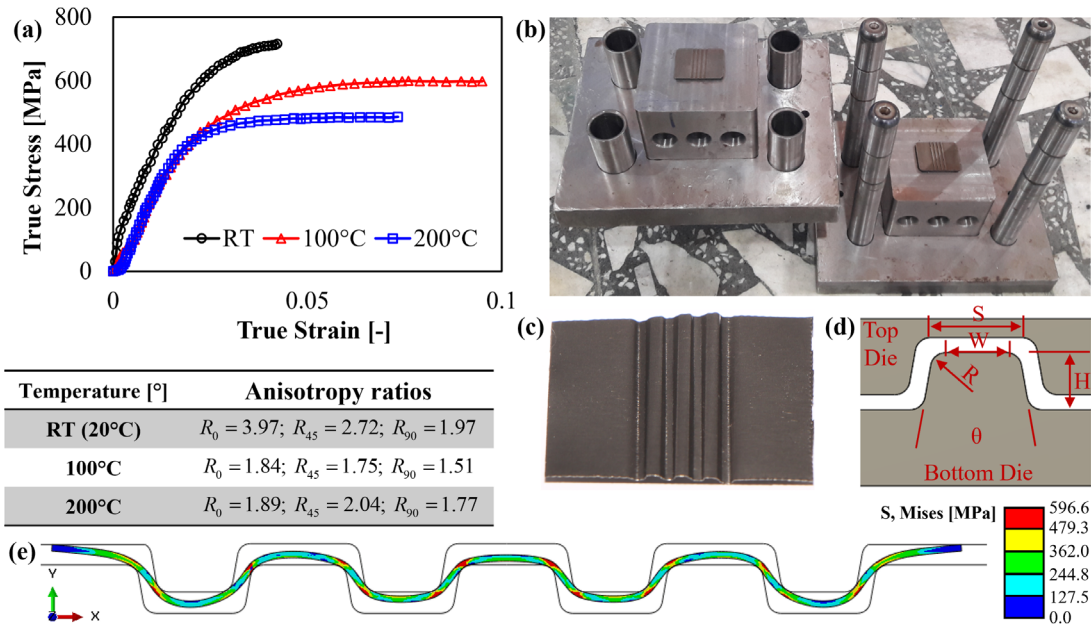 (a)
800
600
400
200
0
True Stress [MPa]
RT 100°C 200°C
0 0.05 0.1
True Strain [-]
(b)
(c)
(d)
S
Top
Die
W
H
R
θ
Bottom Die
Temperature [°] Anisotropy ratios
RT (20°C) R₀ = 3.97; R₄₅ = 2.72; R₉₀ = 1.97
100°C R₀ = 1.84; R₄₅ = 1.75; R₉₀ = 1.51
200°C R₀ = 1.89; R₄₅ = 2.04; R₉₀ = 1.77
S, Mises [MPa]
596.6
479.3
362.0
244.8
127.5
0.0
(e)
Y
X